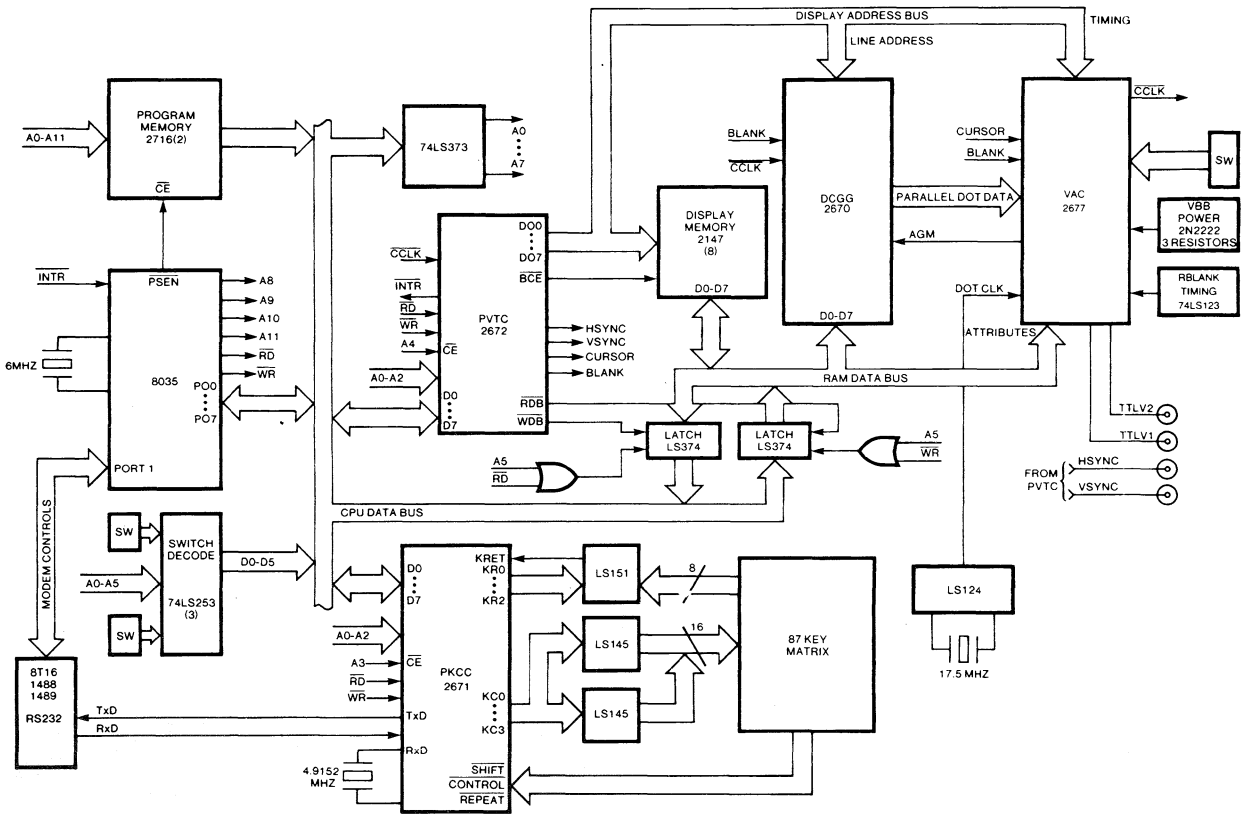 DISPLAY ADDRESS BUS
TIMING
LINE ADDRESS
PROGRAM
MEMORY
2716(2)
A0-A11
CE
74LS373
A0
A7
BLANK
CCLK
DCGG
2670
D0-D7
PARALLEL DOT DATA
AGM
DOT CLK
ATTRIBUTES
CURSOR
BLANK
VAC
2677
CCLK
SW
VBB
POWER
2N2222
3 RESISTORS
RBLANK
TIMING
74LS123
DISPLAY
MEMORY
2147
(8)
D0-D7
CCLK
INTR
RD
WR
A4
CE
A0-A2
D0
D7
PVTC
2672
DO0
DO7
BCE
HSYNC
VSYNC
CURSOR
BLANK
RDB
WDB
INTR
PSEN
8035
6MHZ
A8
A9
A10
A11
RD
WR
PO0
PO7
PORT 1
RAM DATA BUS
LATCH
LS374
LATCH
LS374
A5
RD
A5
WR
TTLV2
TTLV1
FROM
PVTC
HSYNC
VSYNC
CPU DATA BUS
MODEM CONTROLS
SW
SWITCH
DECODE
74LS253
(3)
A0-A5
SW
D0-D5
8T16
1488
1489
RS232
TxD
RxD
D0
D7
A0-A2
A3
CE
RD
WR
TxD
RxD
4.9152
MHZ
PKCC
2671
KRET
KR0
KR2
KC0
KC3
SHIFT
CONTROL
REPEAT
LS151
8
LS145
16
LS145
87 KEY
MATRIX
LS124
17.5 MHZ